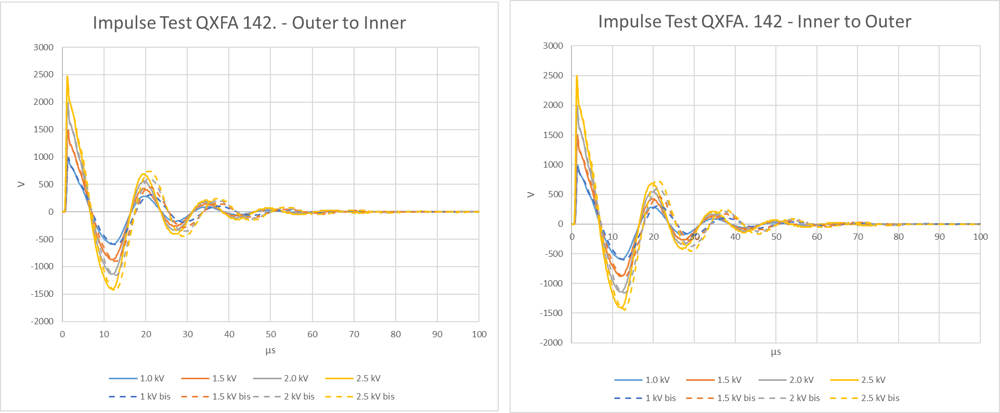 Impulse Test QXFA 142. - Outer to Inner
3000
2500
2000
1500
1000
500
0
-500
-1000
-1500
-2000
V
0 10 20 30 40 50 60 70 80 90 100
µs
1.0 kV 1.5 kV 2.0 kV 2.5 kV
1 kV bis 1.5 kV bis 2 kV bis 2.5 kV bis
Impulse Test QXFA. 142 - Inner to Outer
3000
2500
2000
1500
1000
500
0
-500
-1000
-1500
-2000
V
0 10 20 30 40 50 60 70 80 90 100
µs
1.0 kV 1.5 kV 2.0 kV 2.5 kV
1 kV bis 1.5 kV bis 2 kV bis 2.5 kV bis